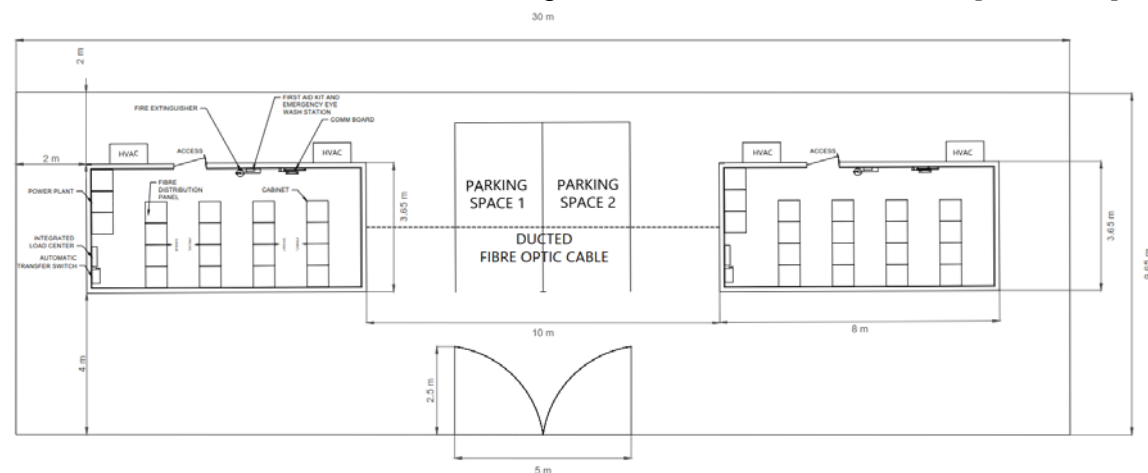 30 m
2 m
FIRST AID KIT AND
EMERGENCY EYE
WASH STATION
FIRE EXTINGUISHER
COMM BOARD
HVAC
ACCESS
HVAC
HVAC
ACCESS
HVAC
2 m
POWER PLANT
FIBRE
DISTRIBUTION
PANEL
CABINET
3.65 m
PARKING
SPACE 1
PARKING
SPACE 2
3.65 m
INTEGRATED
LOAD CENTER
AUTOMATIC
TRANSFER SWITCH
DUCTED
FIBRE OPTIC CABLE
10 m
8 m
4 m
2.5 m
5 m